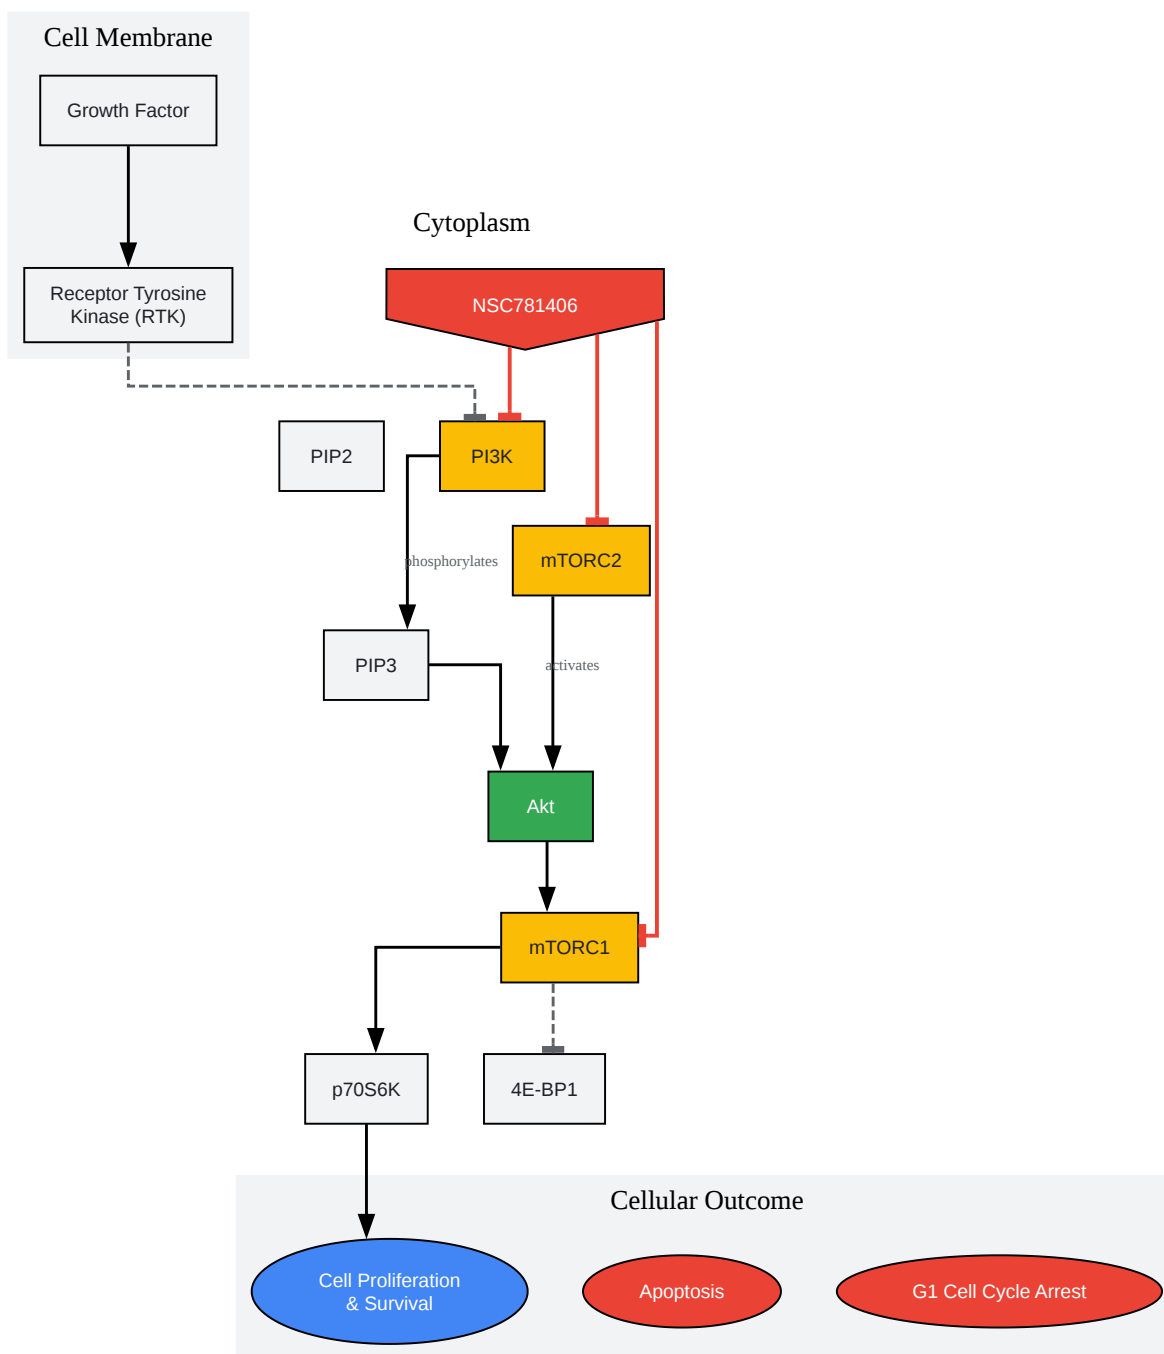 Cell Membrane
Growth Factor
Receptor Tyrosine
Kinase (RTK)
Cytoplasm
NSC781406
PIP2
PI3K
phosphorylates
mTORC2
PIP3
activates
Akt
mTORC1
p70S6K
4E-BP1
Cellular Outcome
Cell Proliferation
& Survival
Apoptosis
G1 Cell Cycle Arrest